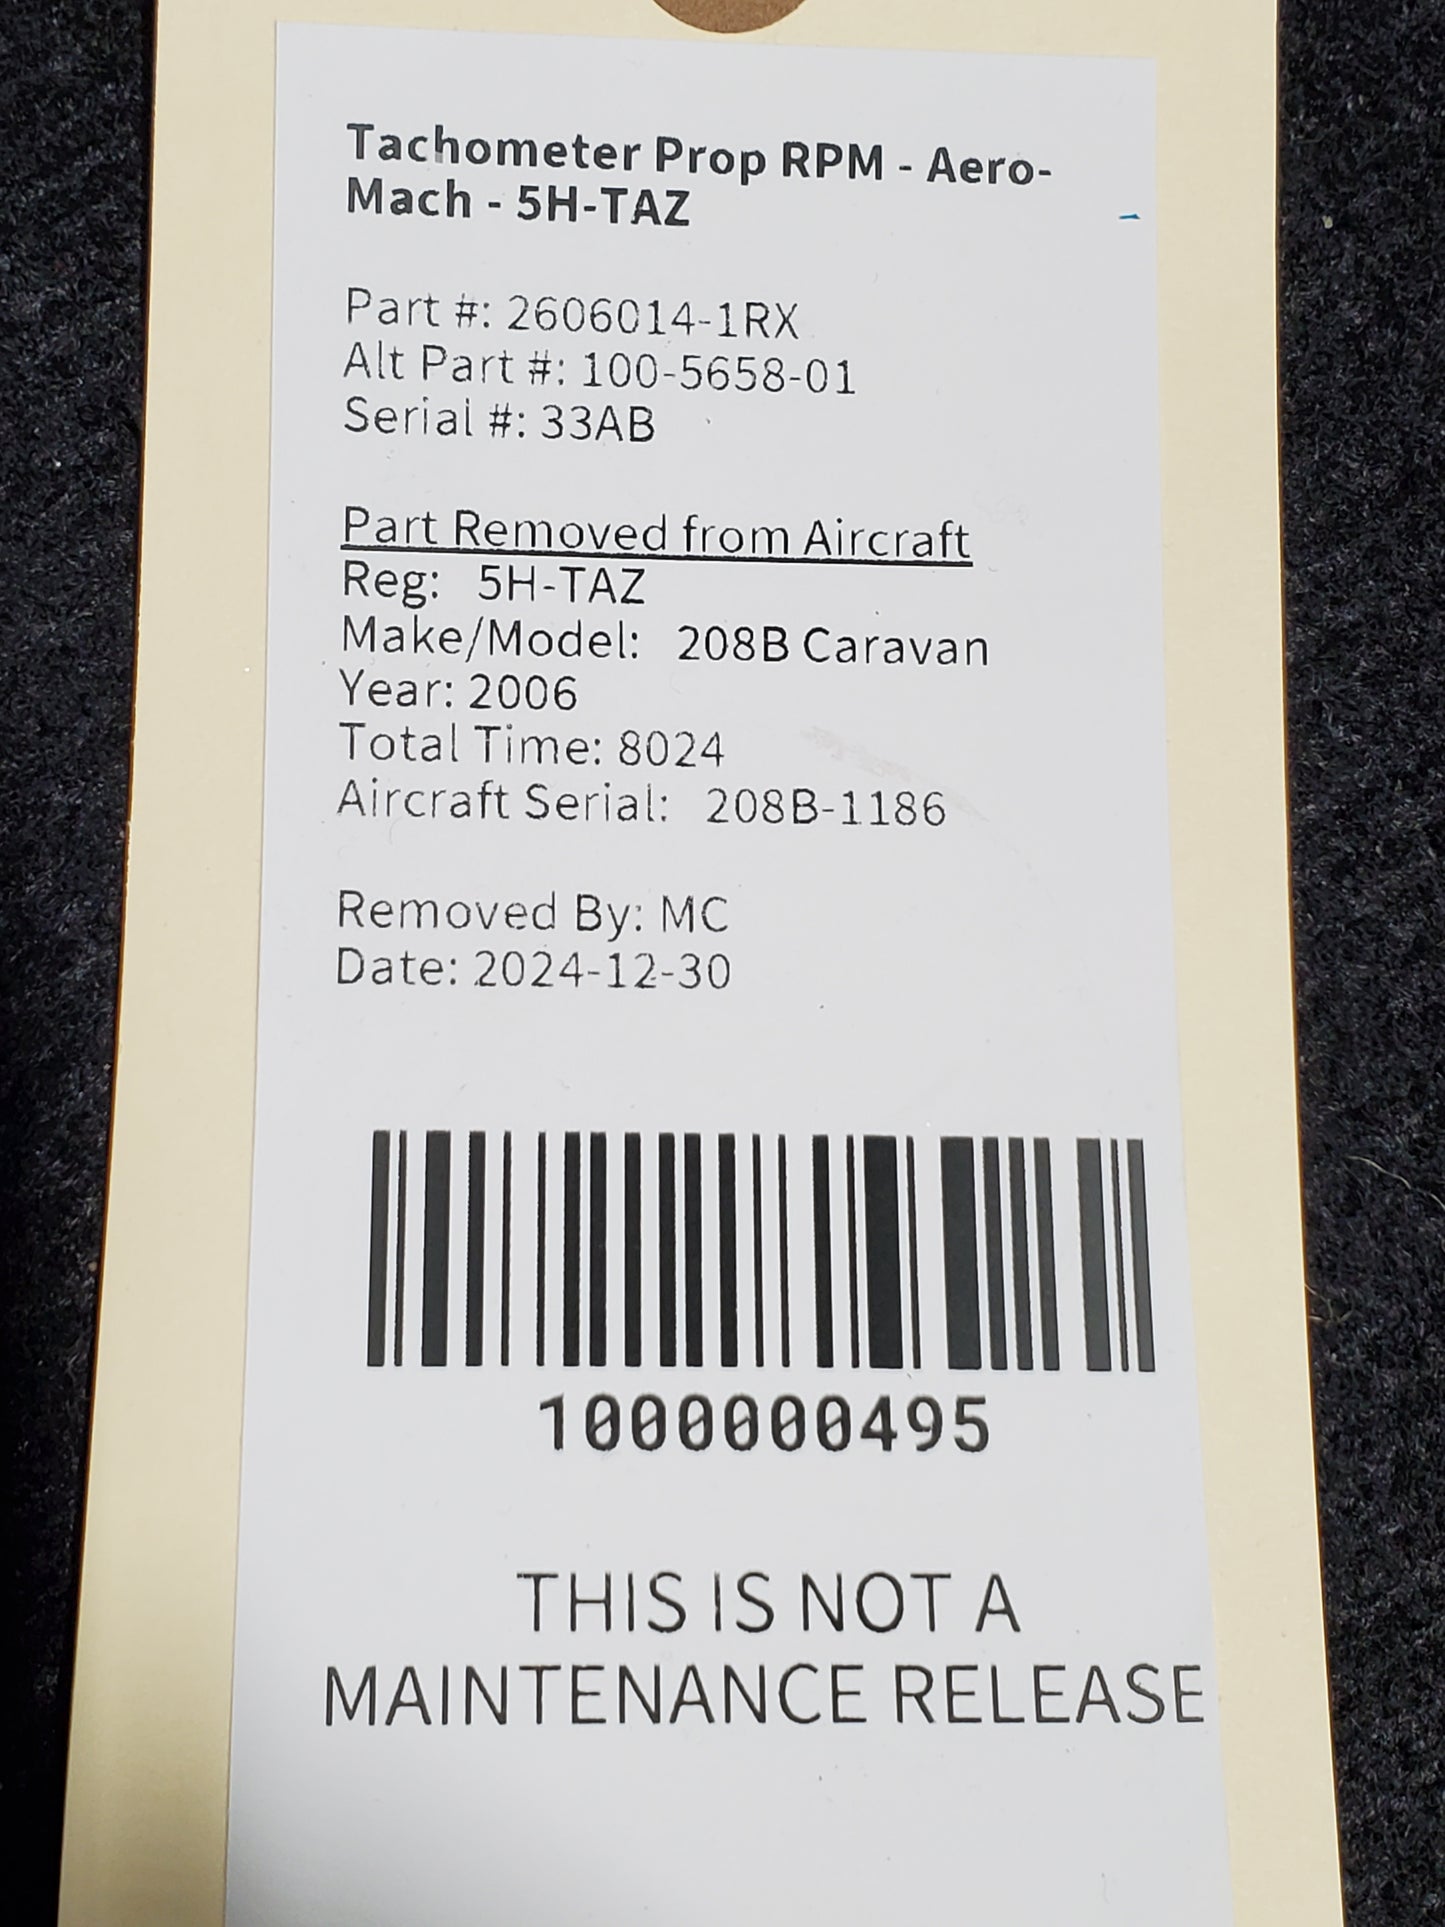 Tachometer Prop RPM - Aero-
Mach - 5H-TAZ
Part #: 2606014-1RX
Alt Part #: 100-5658-01
Serial #: 33AB
Part Removed from Aircraft
Reg: 5H-TAZ
Make/Model: 208B Caravan
Year: 2006
Total Time: 8024
Aircraft Serial: 208B-1186
Removed By: MC
Date: 2024-12-30
1000000495
THIS IS NOT A
MAINTENANCE RELEASE